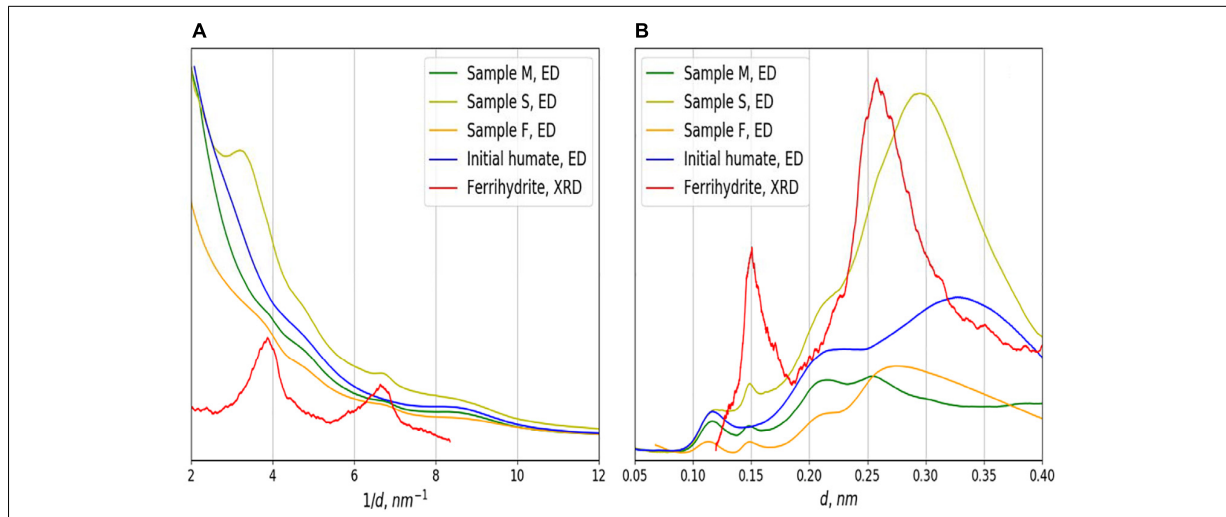 A
Sample M, ED
Sample S, ED
Sample F, ED
Initial humate, ED
Ferrihydrite, XRD
2 4 6 8 10 12
1/d, nm⁻¹
B
Sample M, ED
Sample S, ED
Sample F, ED
Initial humate, ED
Ferrihydrite, XRD
0.05 0.10 0.15 0.20 0.25 0.30 0.35 0.40
d, nm